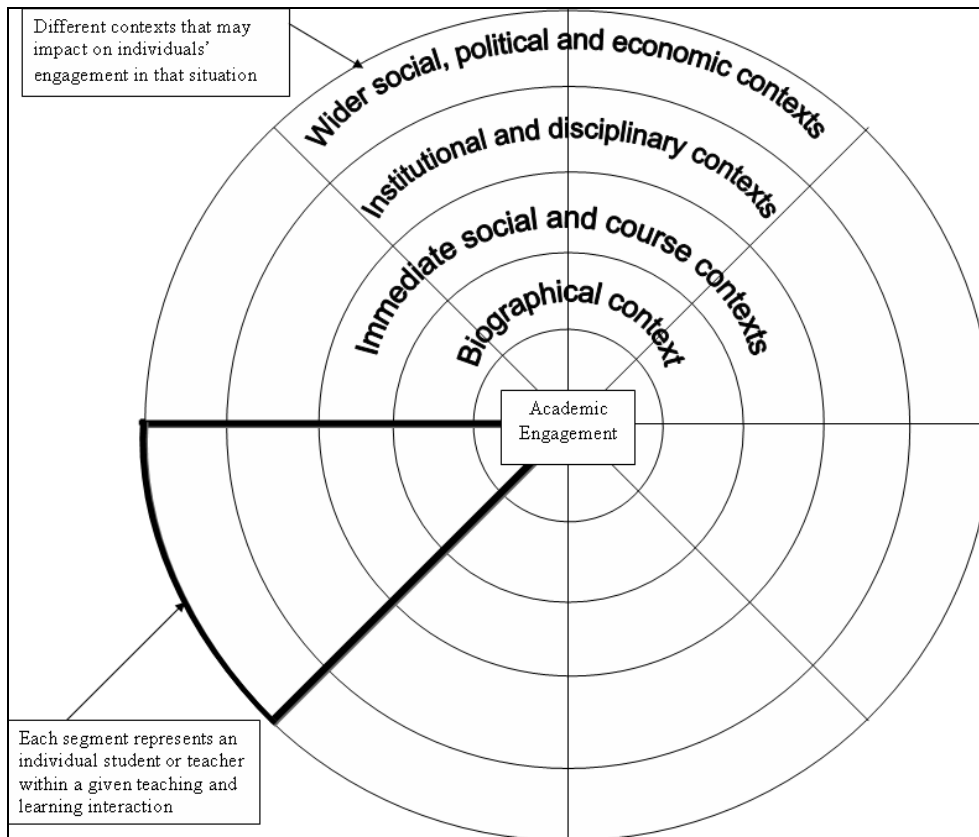 Different contexts that may
impact on individuals'
engagement in that situation
Wider social, political and economic contexts
Institutional and disciplinary contexts
Immediate social and course contexts
Biographical context
Academic
Engagement
Each segment represents an
individual student or teacher
within a given teaching and
learning interaction